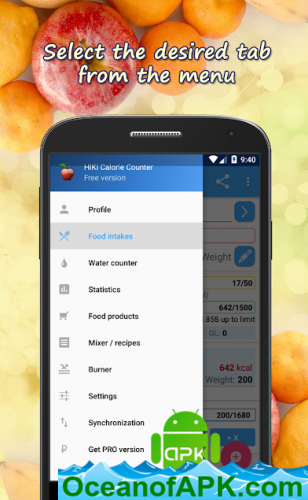 Select the desired tab
from the menu
9:40
HiKi Calorie Counter
Free version
Profile
Food intakes
Water counter
Statistics
Food products
Mixer / recipes
Burner
Settings
Synchronization
Get PRO version
Weight
17/50
642/1500
858 up to limit
GL: 0
642 kcal
Weight: 200
200/1680
+ X
APK
OceanofAPK.com